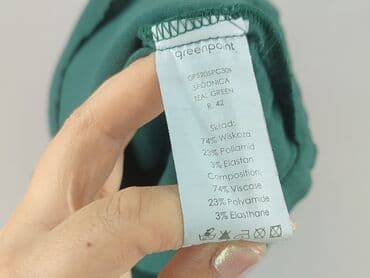 greenpoint
SPÓDNICA
TEAL GREEN
R. 42
Skład:
74% Wiskoza
23% Poliamid
3% Elastan
Composition:
74% Viscose
23% Polyamide
3% Elasthane